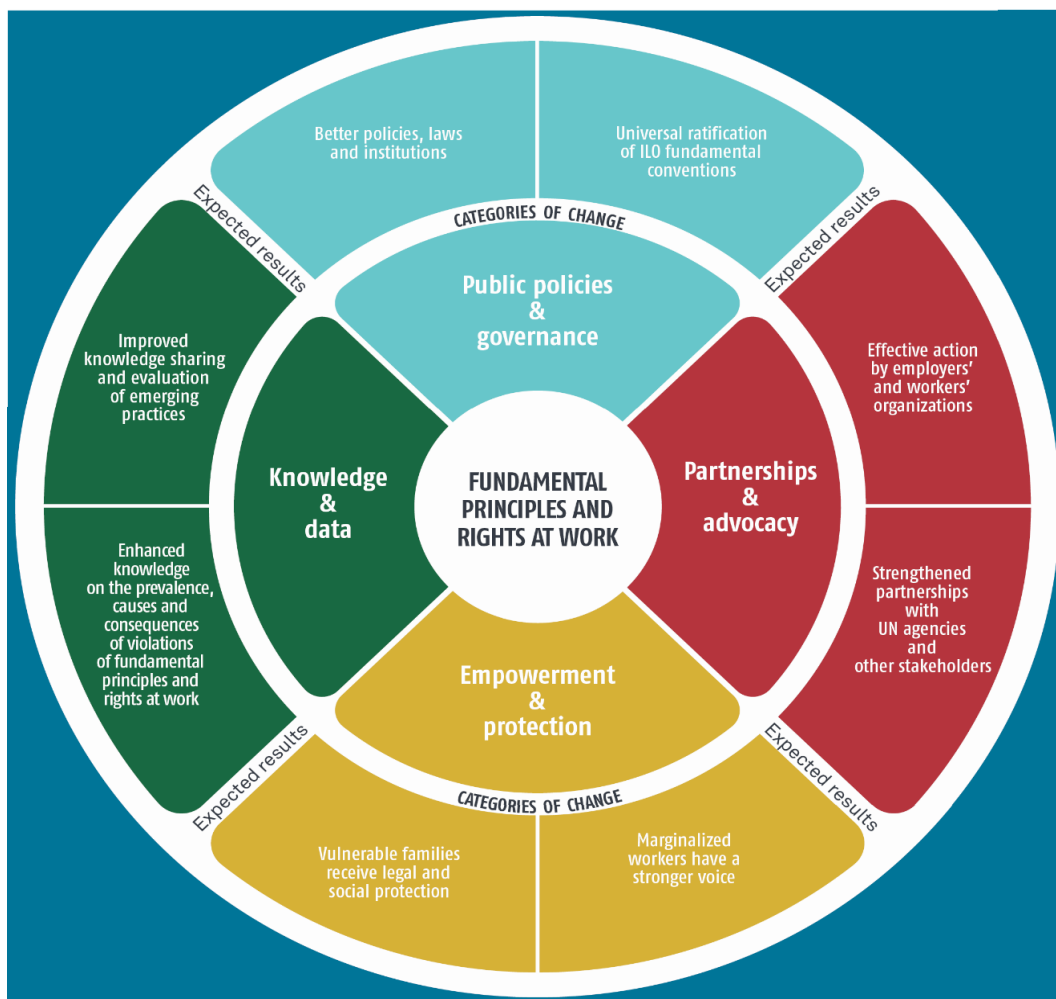 Better policies, laws
and institutions
Universal ratification
of ILO fundamental
conventions
Expected results
Expected results
CATEGORIES OF CHANGE
Public policies
&
governance
Improved
knowledge sharing
and evaluation
of emerging
practices
Effective action
by employers'
and workers'
organizations
Knowledge
&
data
FUNDAMENTAL
PRINCIPLES AND
RIGHTS AT WORK
Partnerships
&
advocacy
Enhanced
knowledge
on the prevalence,
causes and
consequences
of violations
of fundamental
principles and
rights at work
Strengthened
partnerships
with
UN agencies
and
other stakeholders
Empowerment
&
protection
Expected results
Expected results
CATEGORIES OF CHANGE
Vulnerable families
receive legal and
social protection
Marginalized
workers have a
stronger voice